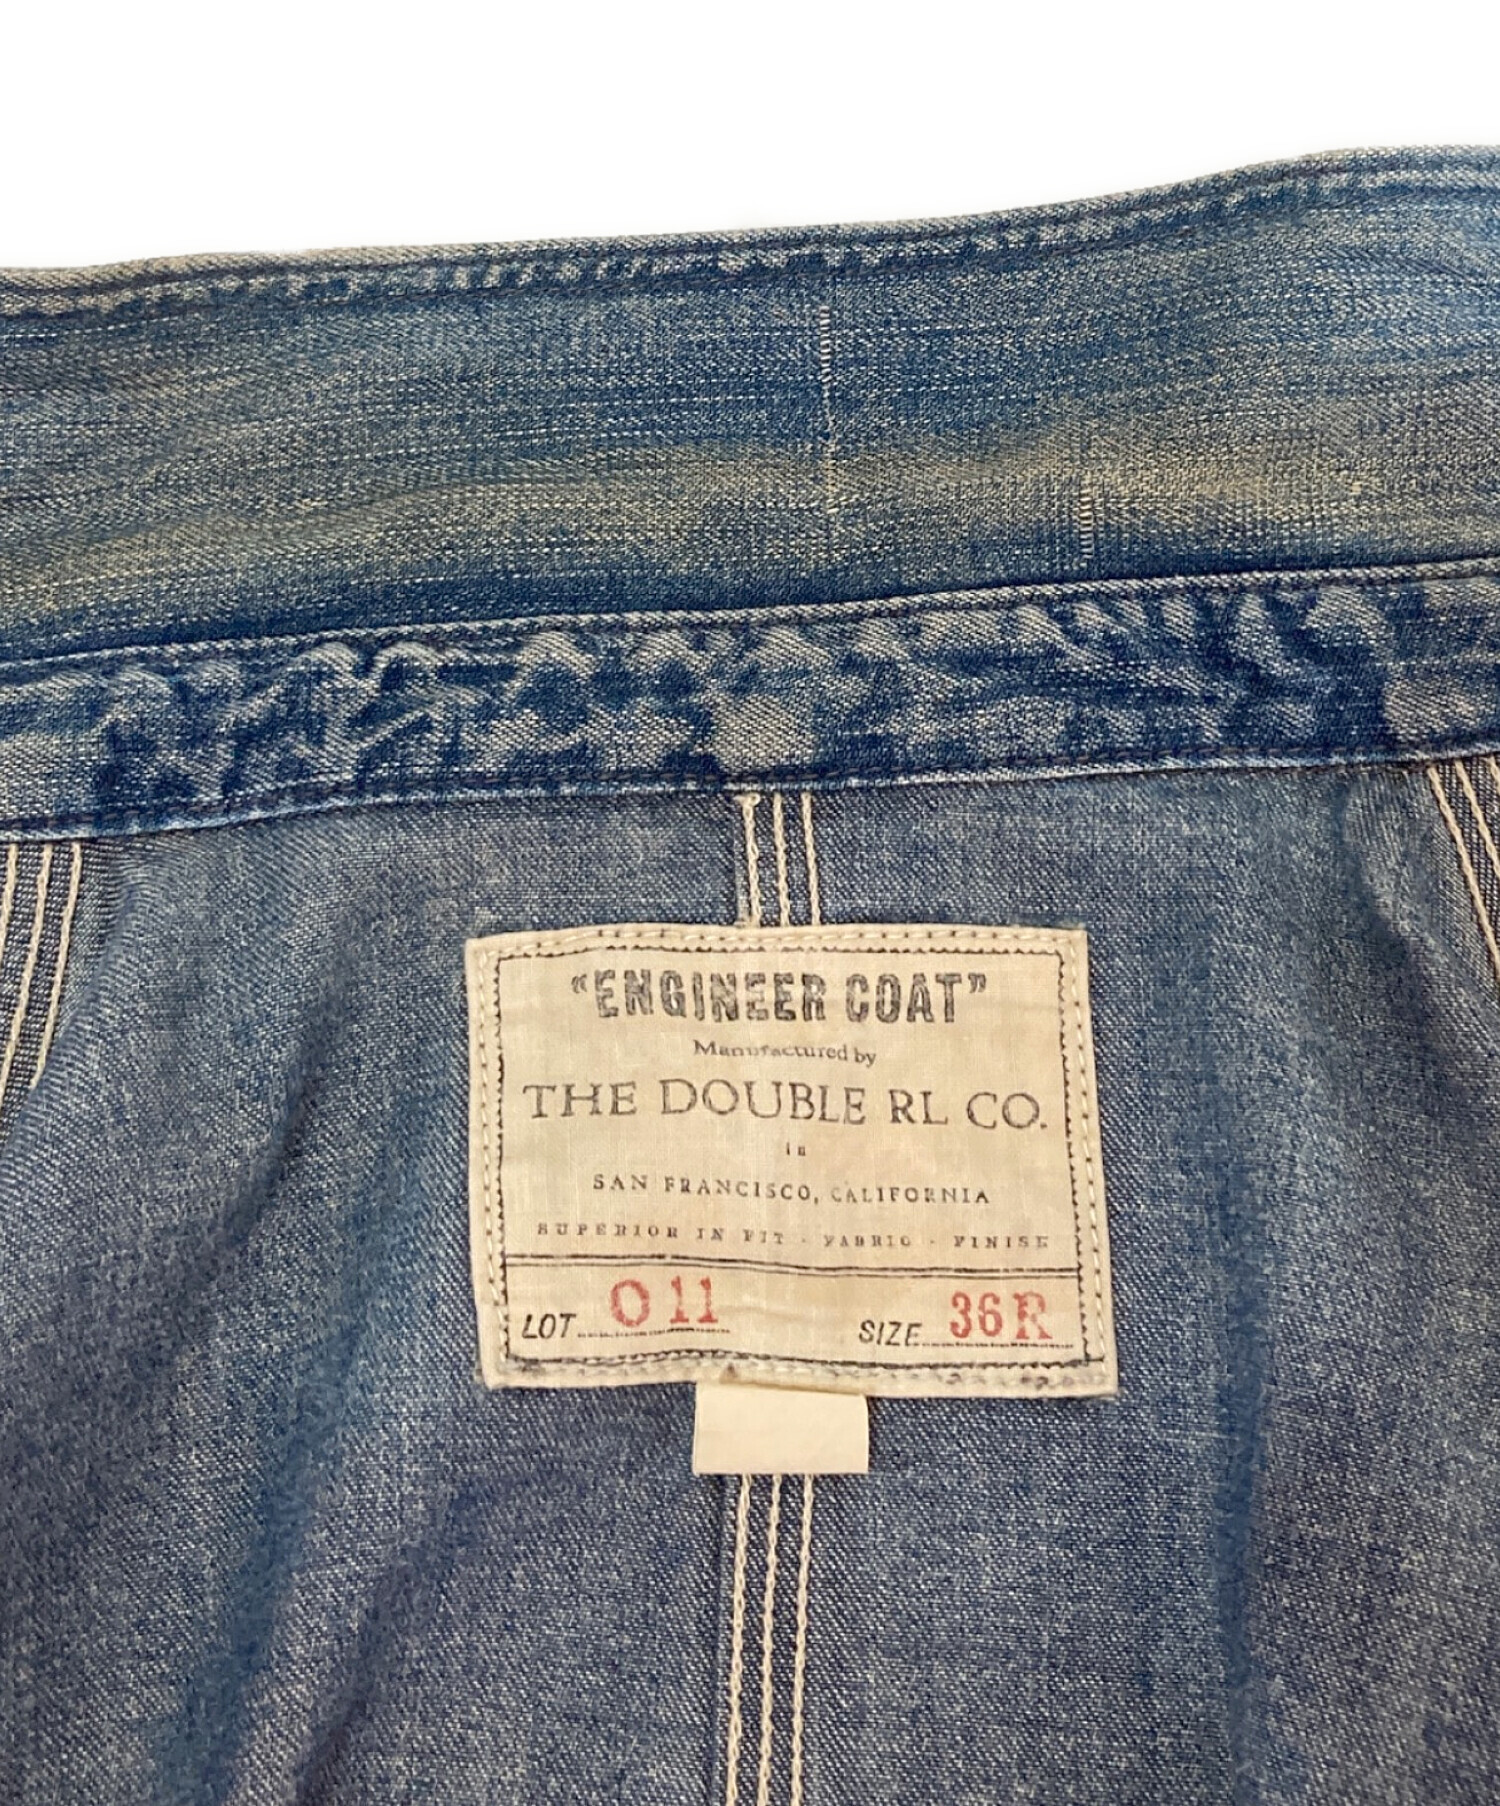 “ENGINEER COAT”
Manufactured by
THE DOUBLE RL CO.
in
SAN FRANCISCO, CALIFORNIA
SUPERIOR IN FIT - FABRIC - FINISH
LOT 011 SIZE 36R